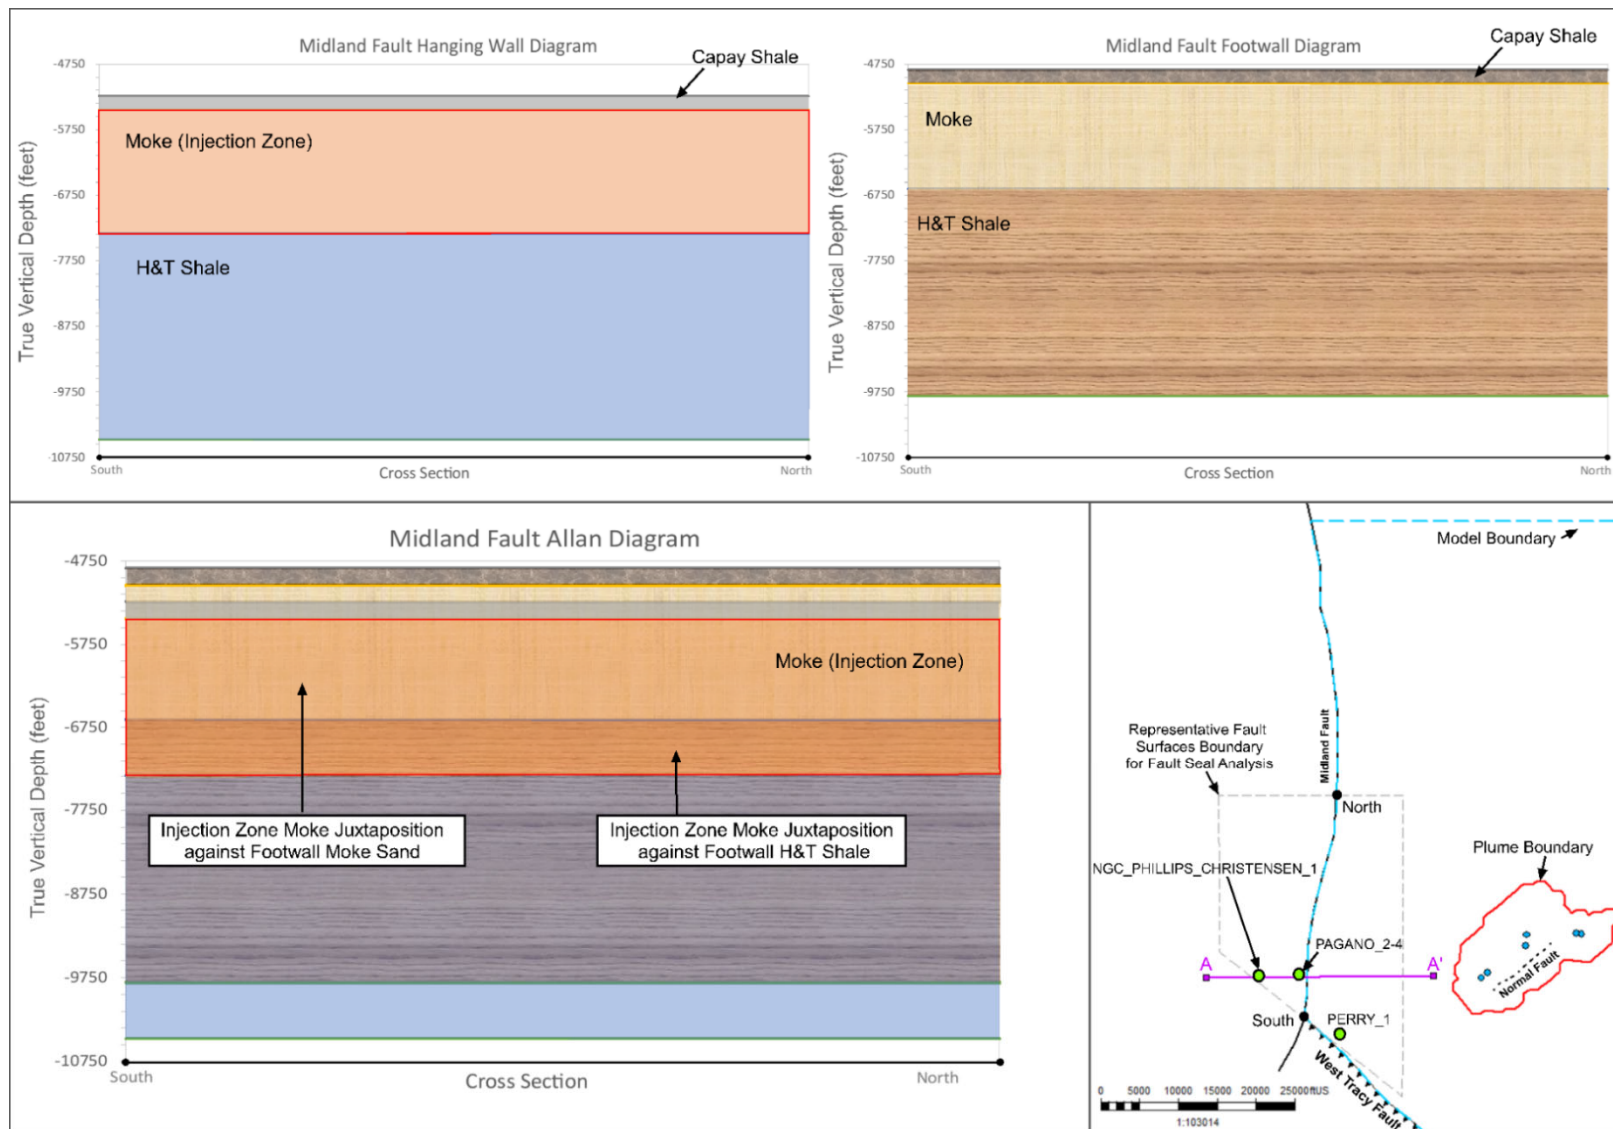 Midland Fault Hanging Wall Diagram
Capay Shale
True Vertical Depth (feet)
-4750
-5750
-6750
-7750
-8750
-9750
-10750
Moke (Injection Zone)
H&T Shale
South
Cross Section
North
Midland Fault Footwall Diagram
Capay Shale
True Vertical Depth (feet)
-4750
-5750
-6750
-7750
-8750
-9750
-10750
Moke
H&T Shale
South
Cross Section
North
Midland Fault Allan Diagram
True Vertical Depth (feet)
-4750
-5750
-6750
-7750
-8750
-9750
-10750
Moke (Injection Zone)
Injection Zone Moke Juxtaposition
against Footwall Moke Sand
Injection Zone Moke Juxtaposition
against Footwall H&T Shale
South
Cross Section
North
Model Boundary
Midland Fault
Representative Fault
Surfaces Boundary
for Fault Seal Analysis
North
NGC_PHILLIPS_CHRISTENSEN_1
Plume Boundary
PAGANO_2-4
A
A'
Normal Fault
South
PERRY_1
West Tracy Fault
0 5000 10000 15000 20000 25000ftUS
1:103014